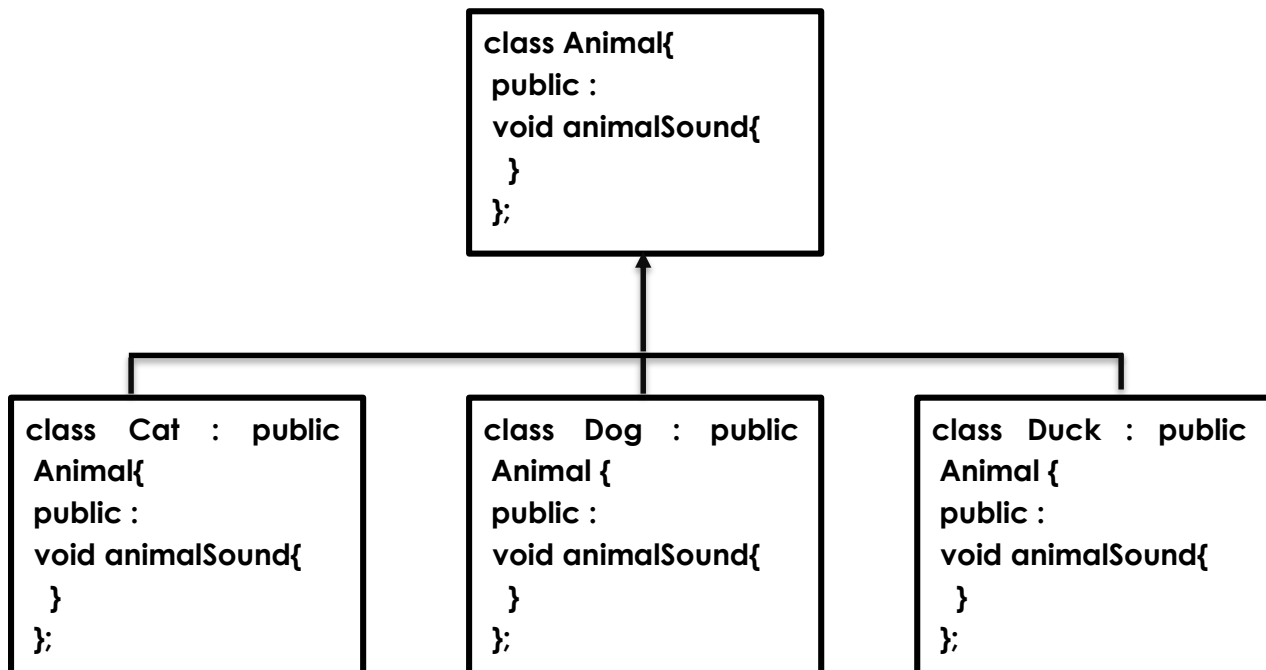 class Animal{
public :
void animalSound{
}
};
class Cat : public
Animal{
public :
void animalSound{
}
};
class Dog : public
Animal {
public :
void animalSound{
}
};
class Duck : public
Animal {
public :
void animalSound{
}
};